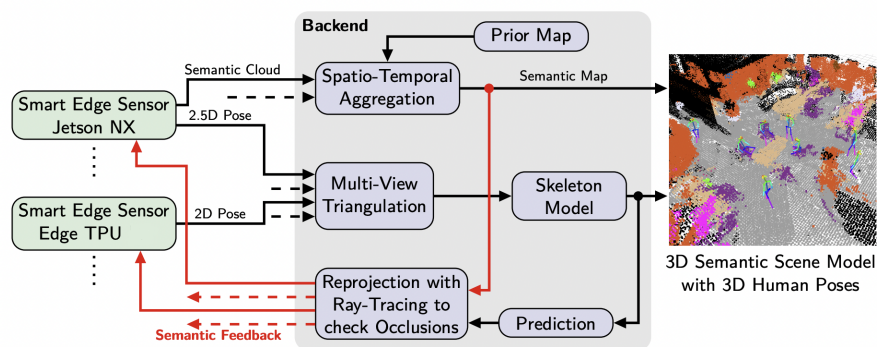 Backend
Prior Map
Semantic Cloud
Spatio-Temporal
Aggregation
Semantic Map
Smart Edge Sensor
Jetson NX
2.5D Pose
Multi-View
Triangulation
Skeleton
Model
Smart Edge Sensor
Edge TPU
2D Pose
3D Semantic Scene Model
with 3D Human Poses
Reprojection with
Ray-Tracing to
check Occlusions
Prediction
Semantic Feedback